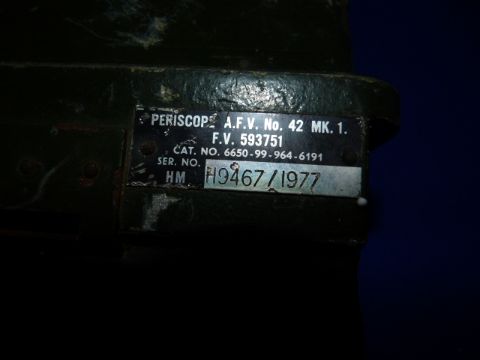 PERISCOPE A.F.V. No. 42 MK. 1.
F.V. 593751
CAT. NO. 6650-99-964-6191
SER. NO. H9467/1977
HM